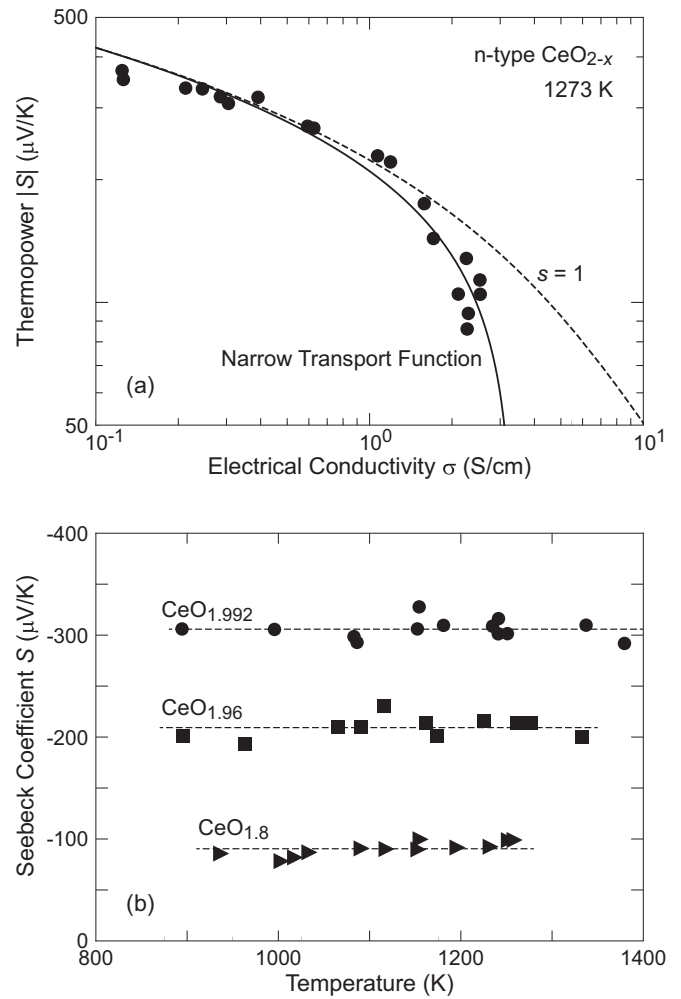 500
n-type CeO2-x
1273 K
Thermopower |S| (μV/K)
s = 1
Narrow Transport Function
(a)
50
10-1
100
101
Electrical Conductivity σ (S/cm)
-400
CeO1.992
-300
CeO1.96
-200
Seebeck Coefficient S (μV/K)
CeO1.8
-100
(b)
0
800
1000
1200
1400
Temperature (K)